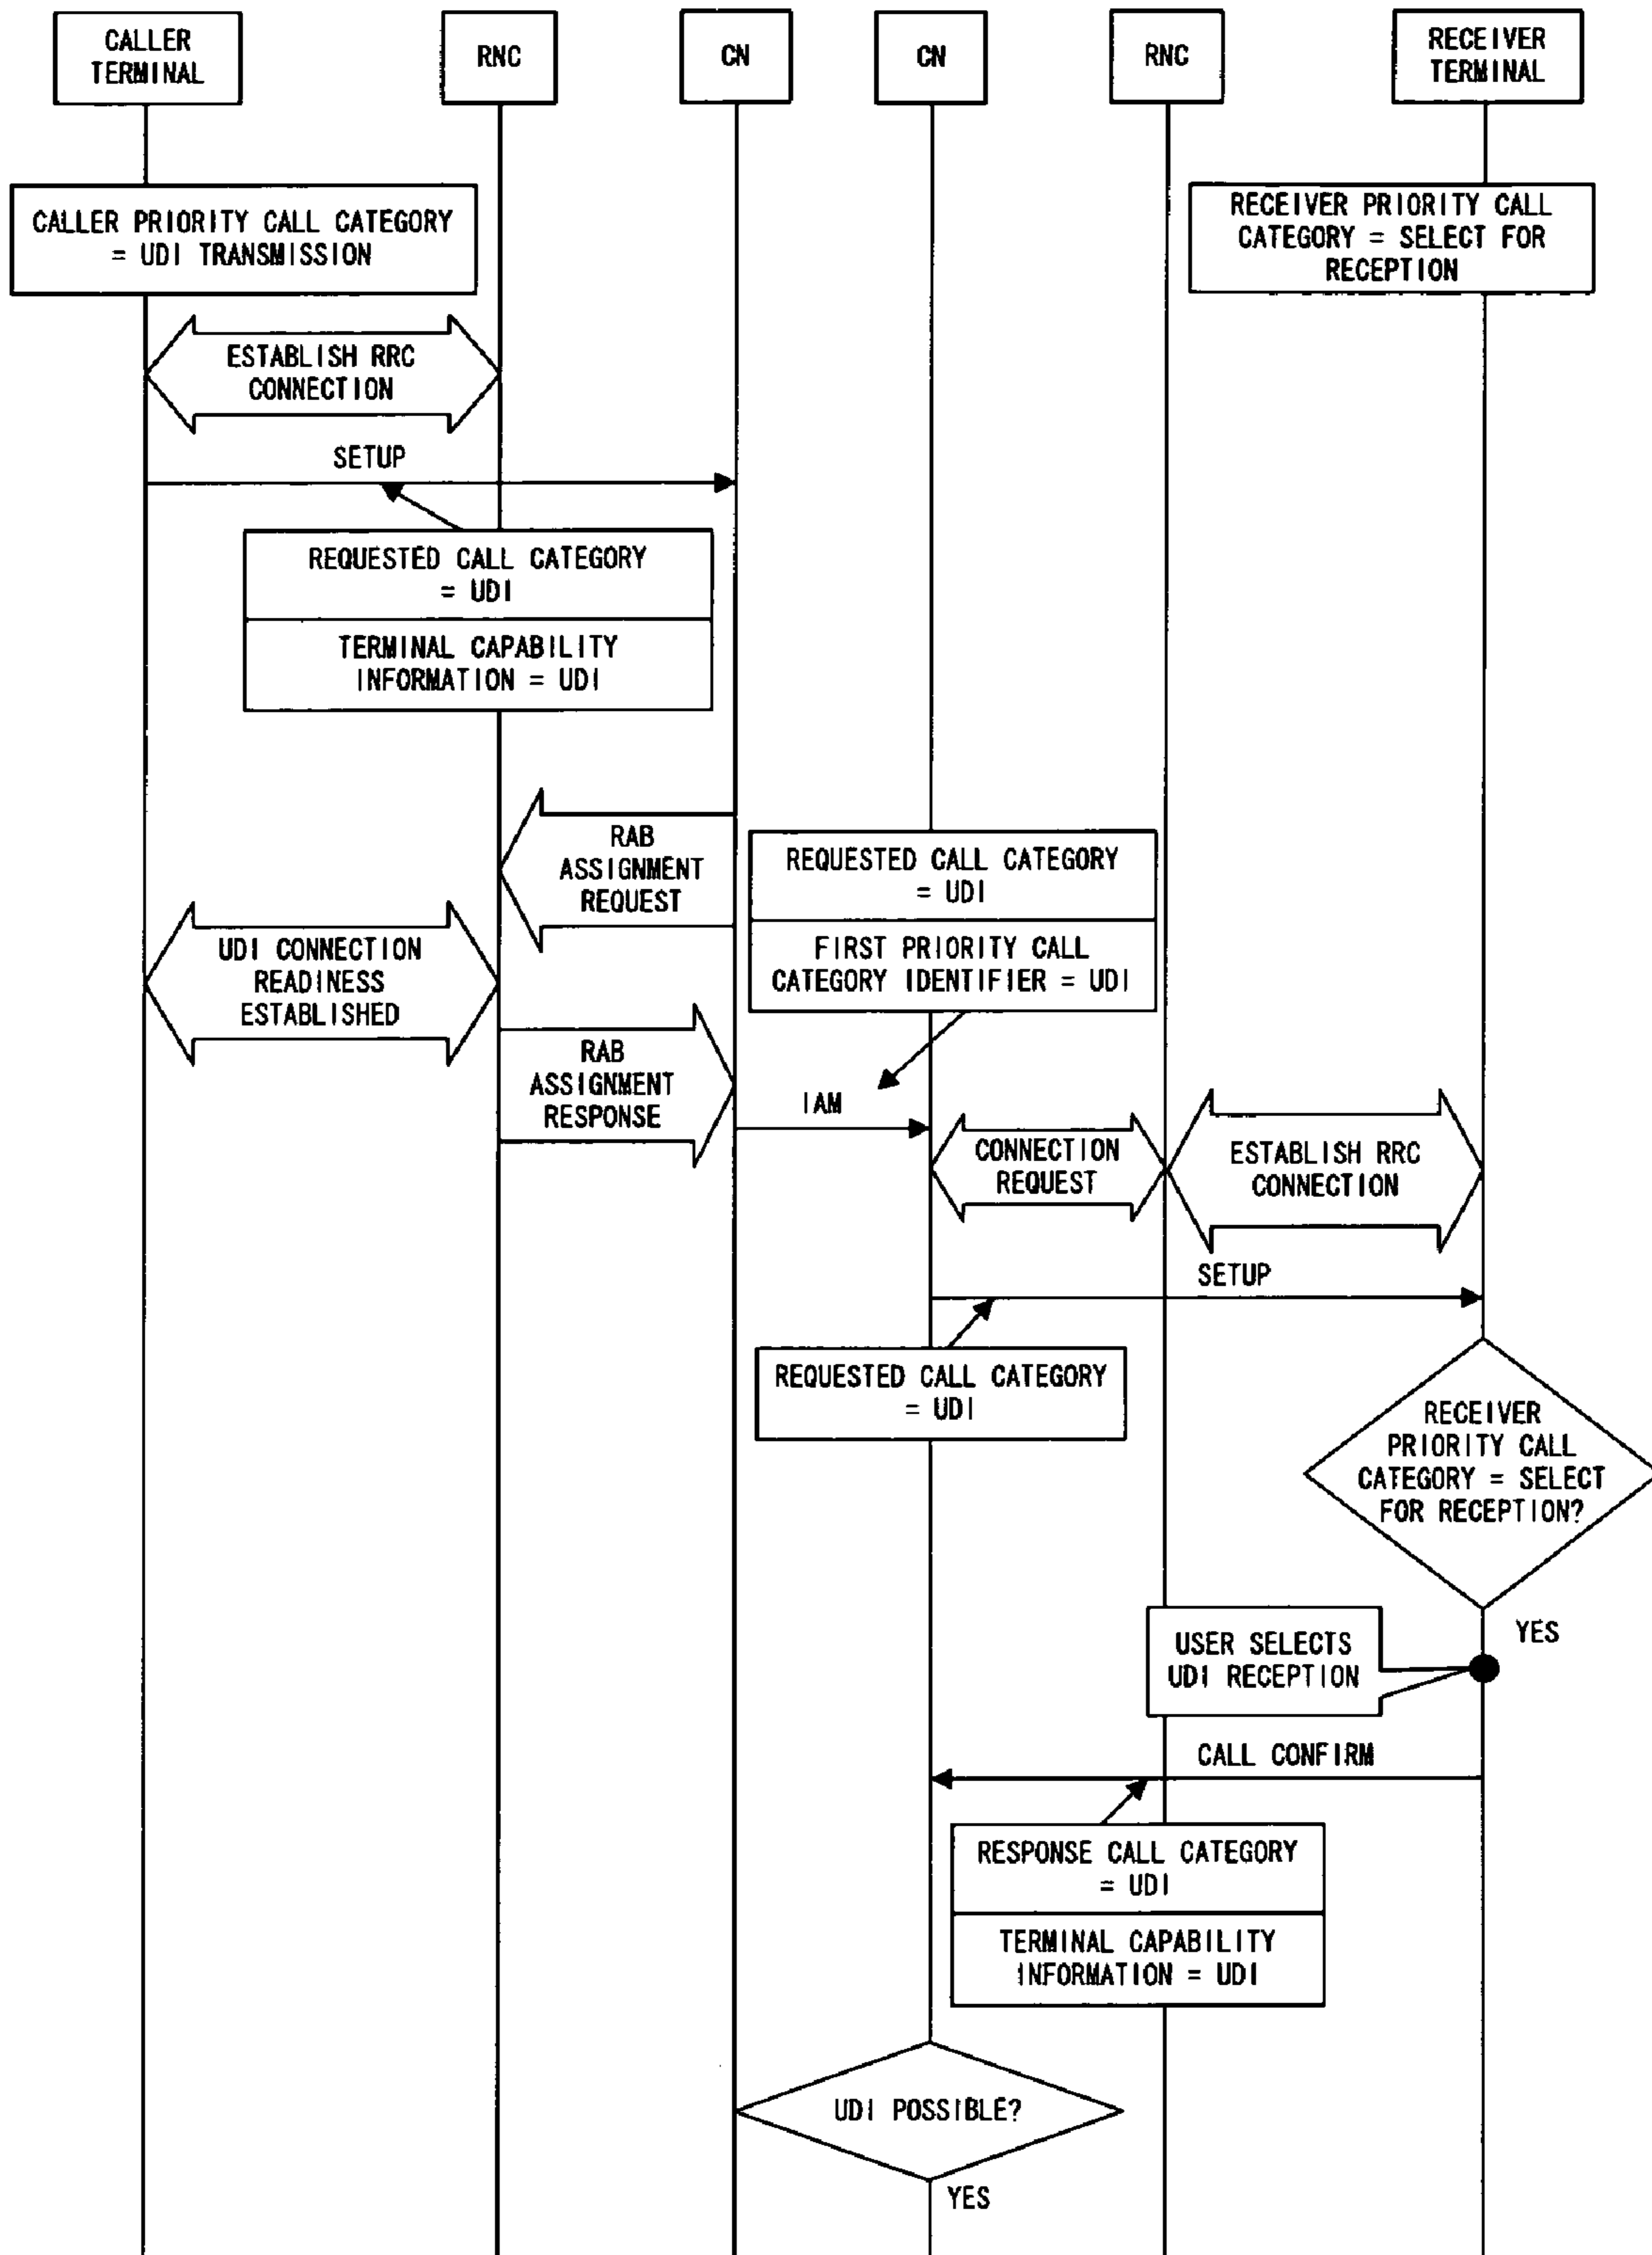 CALLER
TERMINAL
RNC
CN
CN
RNC
RECEIVER
TERMINAL
CALLER PRIORITY CALL CATEGORY
= UDI TRANSMISSION
RECEIVER PRIORITY CALL
CATEGORY = SELECT FOR
RECEPTION
ESTABLISH RRC
CONNECTION
SETUP
REQUESTED CALL CATEGORY
= UDI
TERMINAL CAPABILITY
INFORMATION = UDI
RAB
ASSIGNMENT
REQUEST
REQUESTED CALL CATEGORY
= UDI
FIRST PRIORITY CALL
CATEGORY IDENTIFIER = UDI
UDI CONNECTION
READINESS
ESTABLISHED
RAB
ASSIGNMENT
RESPONSE
IAM
CONNECTION
REQUEST
ESTABLISH RRC
CONNECTION
SETUP
REQUESTED CALL CATEGORY
= UDI
RECEIVER
PRIORITY CALL
CATEGORY = SELECT
FOR RECEPTION?
YES
USER SELECTS
UDI RECEPTION
CALL CONFIRM
RESPONSE CALL CATEGORY
= UDI
TERMINAL CAPABILITY
INFORMATION = UDI
UDI POSSIBLE?
YES